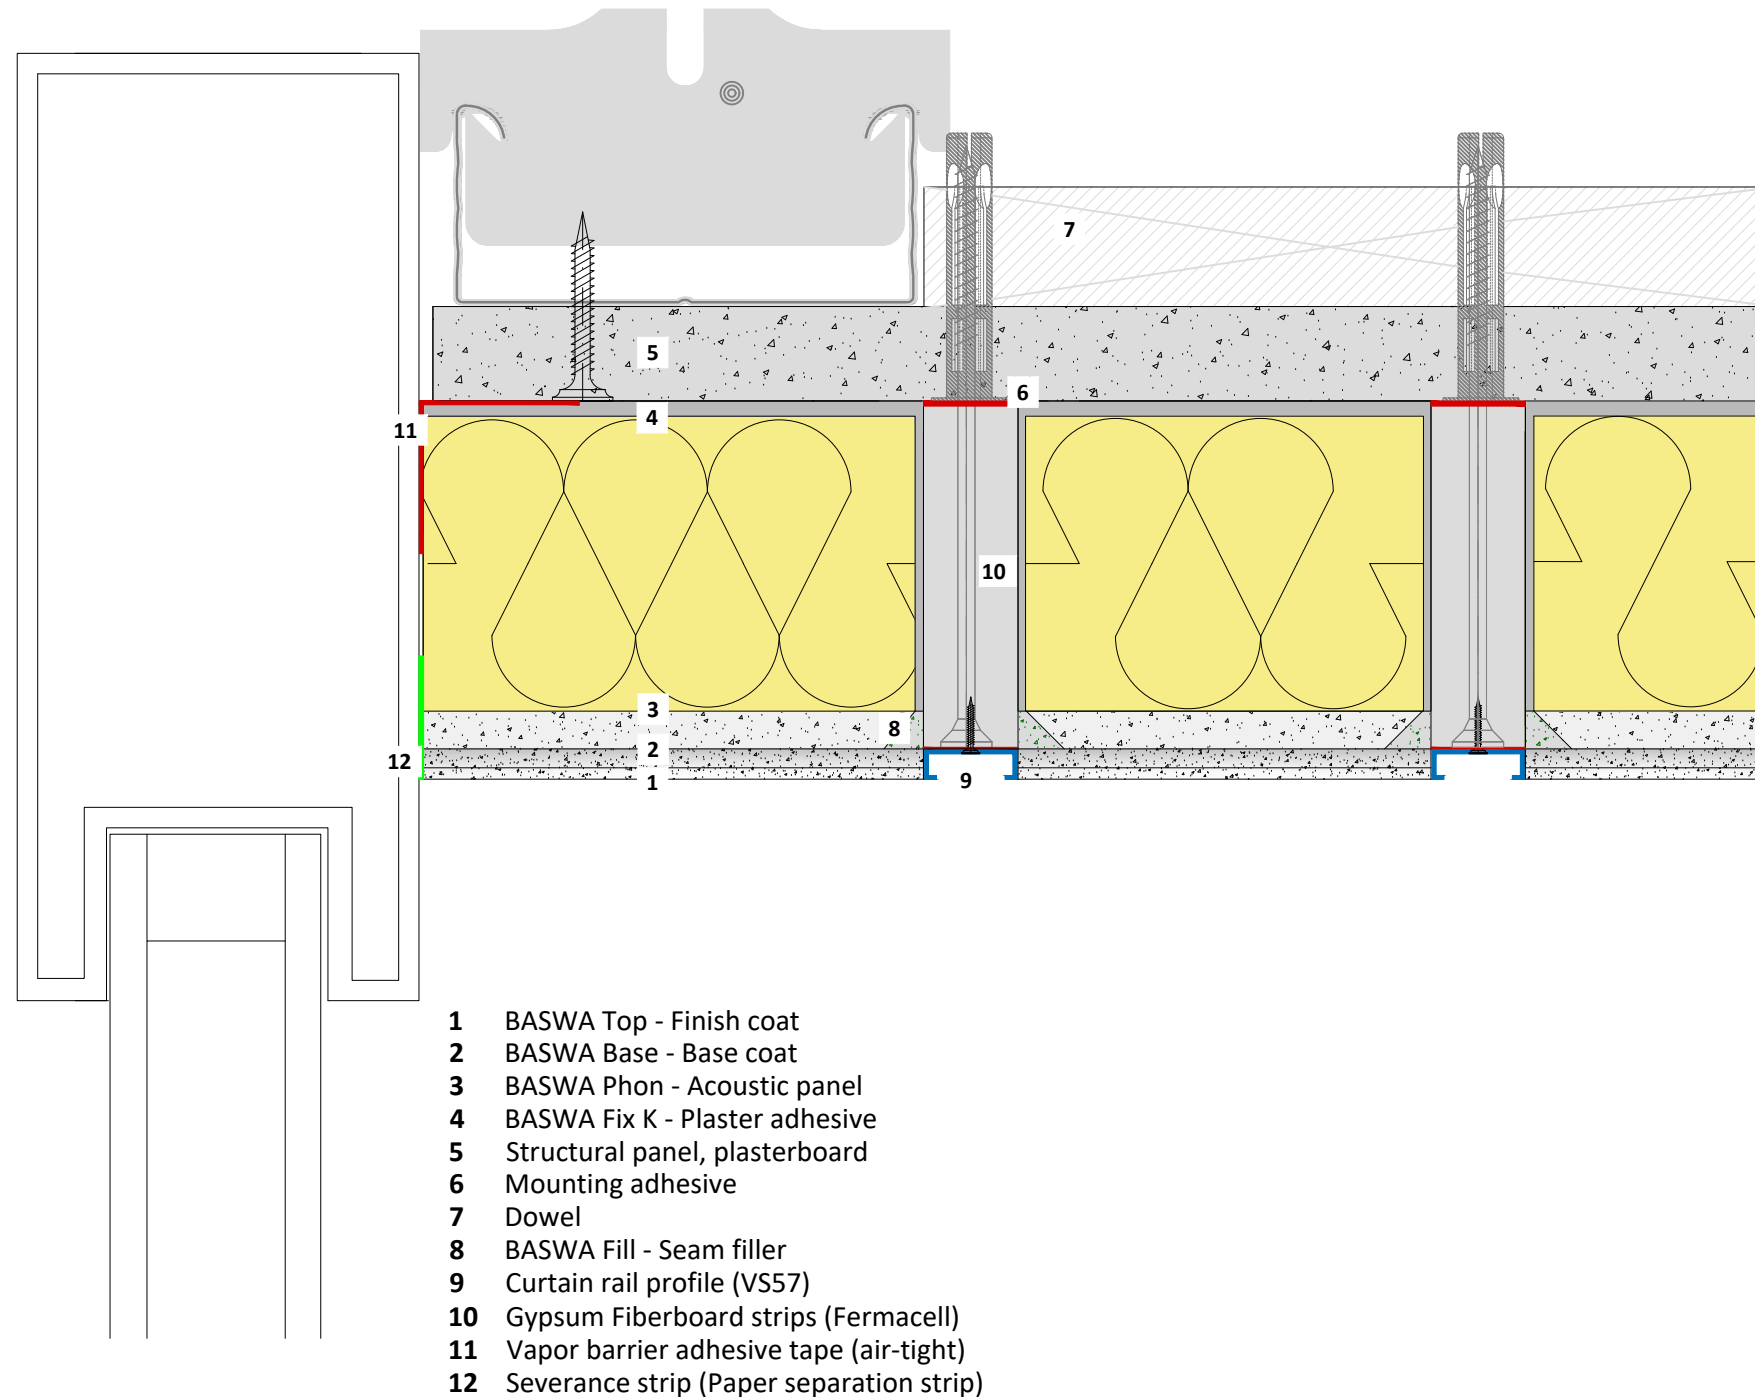 7
5
6
4
11
10
3
8
2
12
1
9
1 BASWA Top - Finish coat
2 BASWA Base - Base coat
3 BASWA Phon - Acoustic panel
4 BASWA Fix K - Plaster adhesive
5 Structural panel, plasterboard
6 Mounting adhesive
7 Dowel
8 BASWA Fill - Seam filler
9 Curtain rail profile (VS57)
10 Gypsum Fiberboard strips (Fermacell)
11 Vapor barrier adhesive tape (air-tight)
12 Severance strip (Paper separation strip)